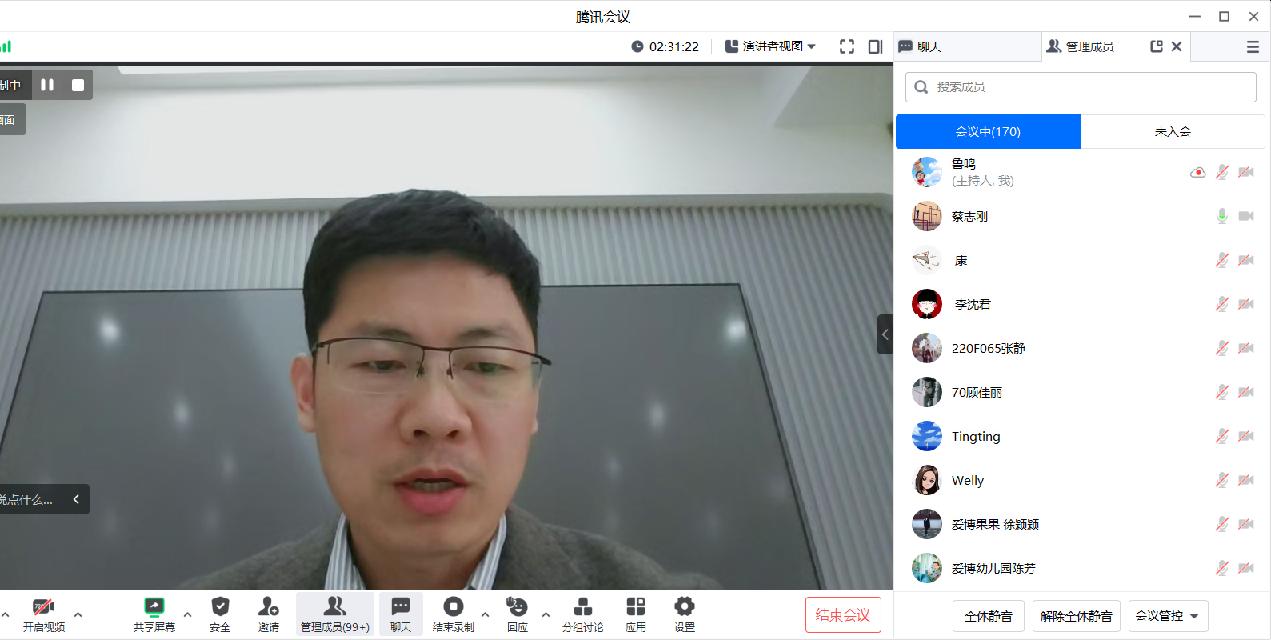 腾讯会议
02:31:22
演讲者视图
聊天
管理成员
制中
画面
搜索成员
会议中(170)
未入会
鲁鸣
(主持人, 我)
蔡志刚
康
李沈君
220F065张静
70顾佳丽
Tingting
Welly
爱博果果 徐颖颖
爱博幼儿园陈芳
说点什么...
开启视频
共享屏幕
安全
邀请
管理成员(99+)
聊天
结束录制
回应
分组讨论
应用
设置
结束会议
全体静音
解除全体静音
会议管控